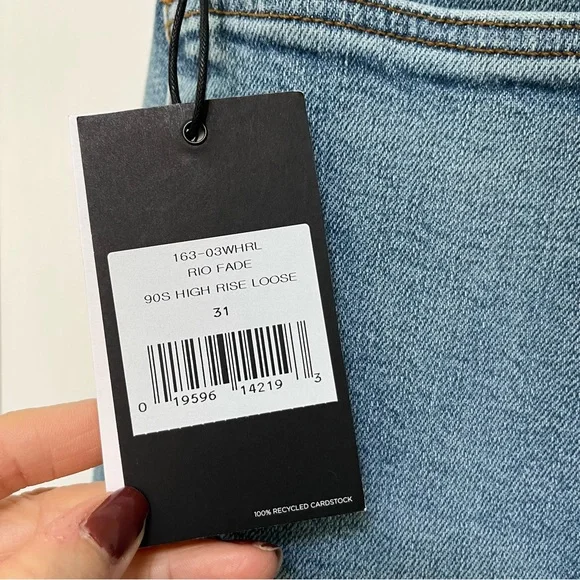 163-03WHRL
RIO FADE
90S HIGH RISE LOOSE
31
0 19596 14219 3
100% RECYCLED CARDSTOCK